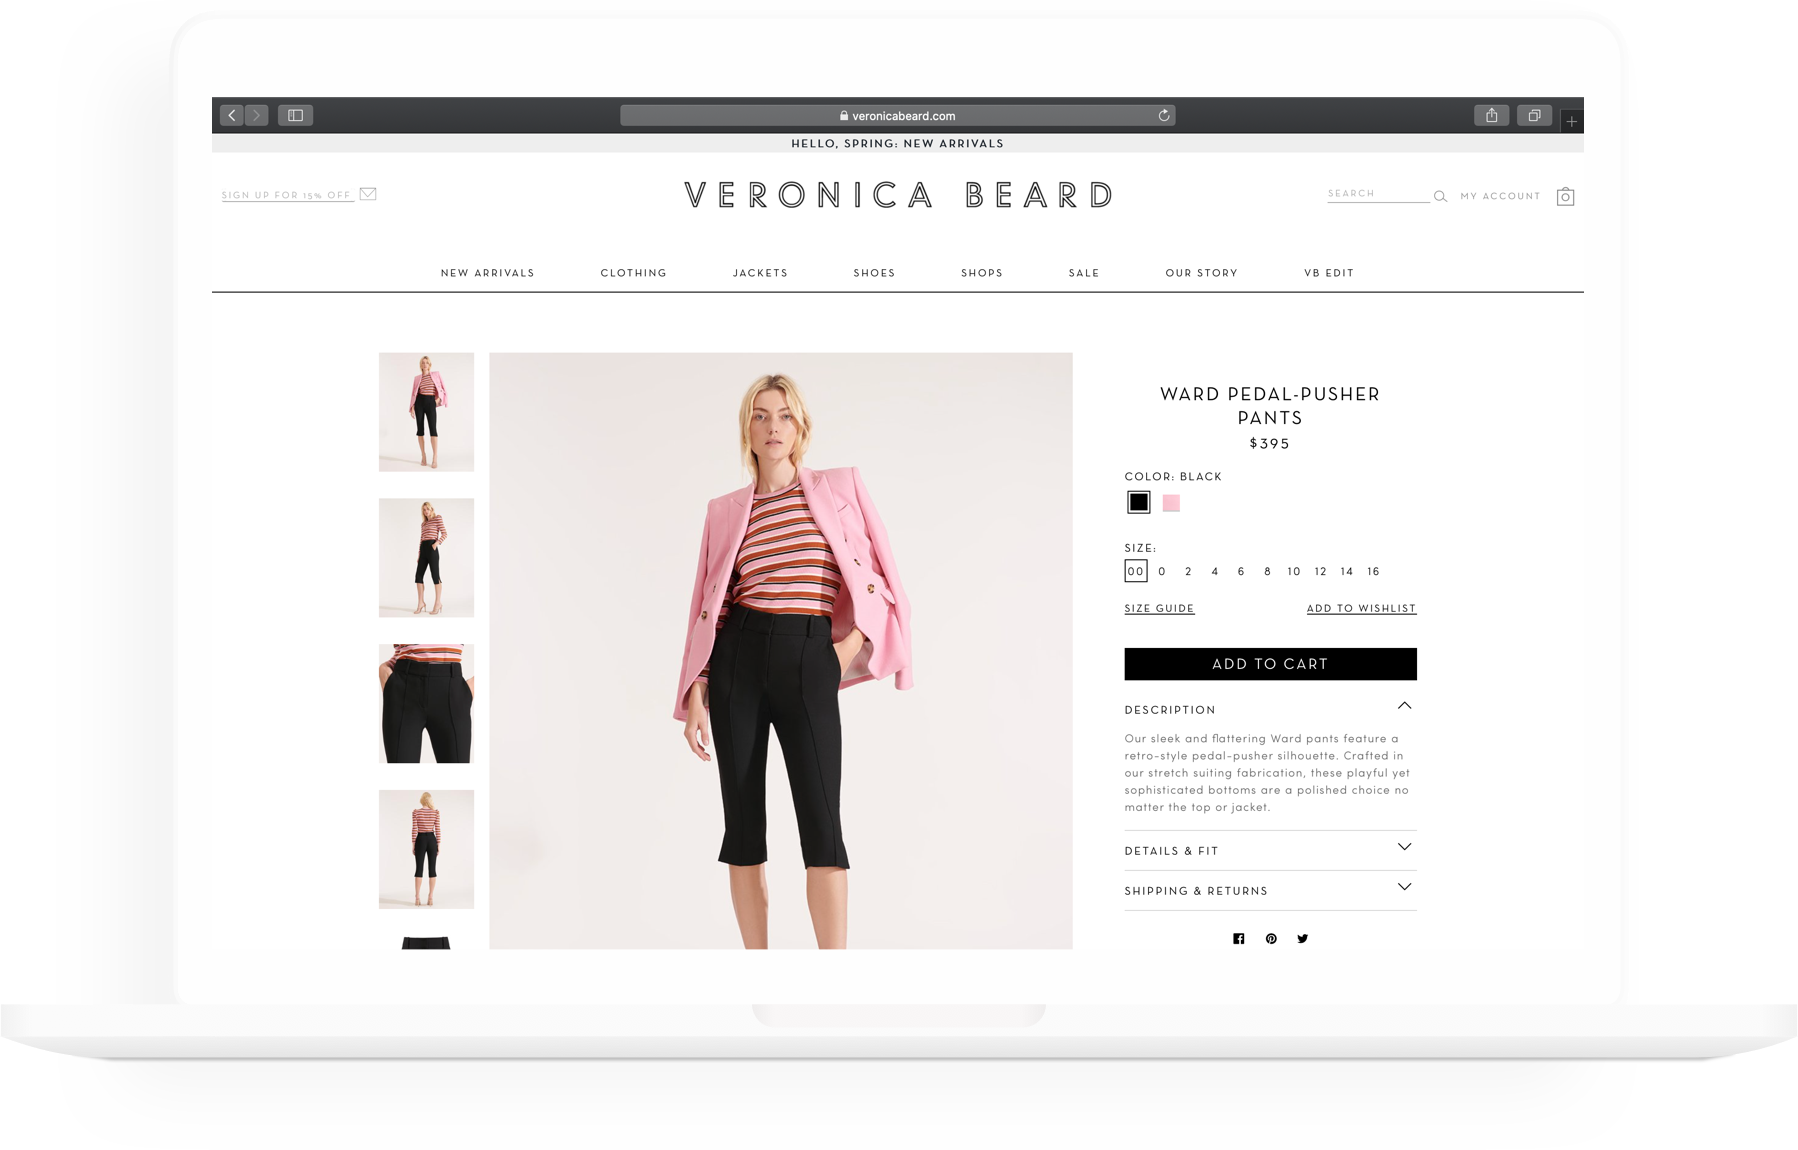 veronicabeard.com
HELLO, SPRING: NEW ARRIVALS
SIGN UP FOR 15% OFF
VERONICA BEARD
SEARCH
MY ACCOUNT
0
NEW ARRIVALS CLOTHING JACKETS SHOES SHOPS SALE OUR STORY VB EDIT
WARD PEDAL-PUSHER
PANTS
$395
COLOR: BLACK
SIZE:
00 0 2 4 6 8 10 12 14 16
SIZE GUIDE ADD TO WISHLIST
ADD TO CART
DESCRIPTION
Our sleek and flattering Ward pants feature a
retro-style pedal-pusher silhouette. Crafted in
our stretch suiting fabrication, these playful yet
sophisticated bottoms are a polished choice no
matter the top or jacket.
DETAILS & FIT
SHIPPING & RETURNS